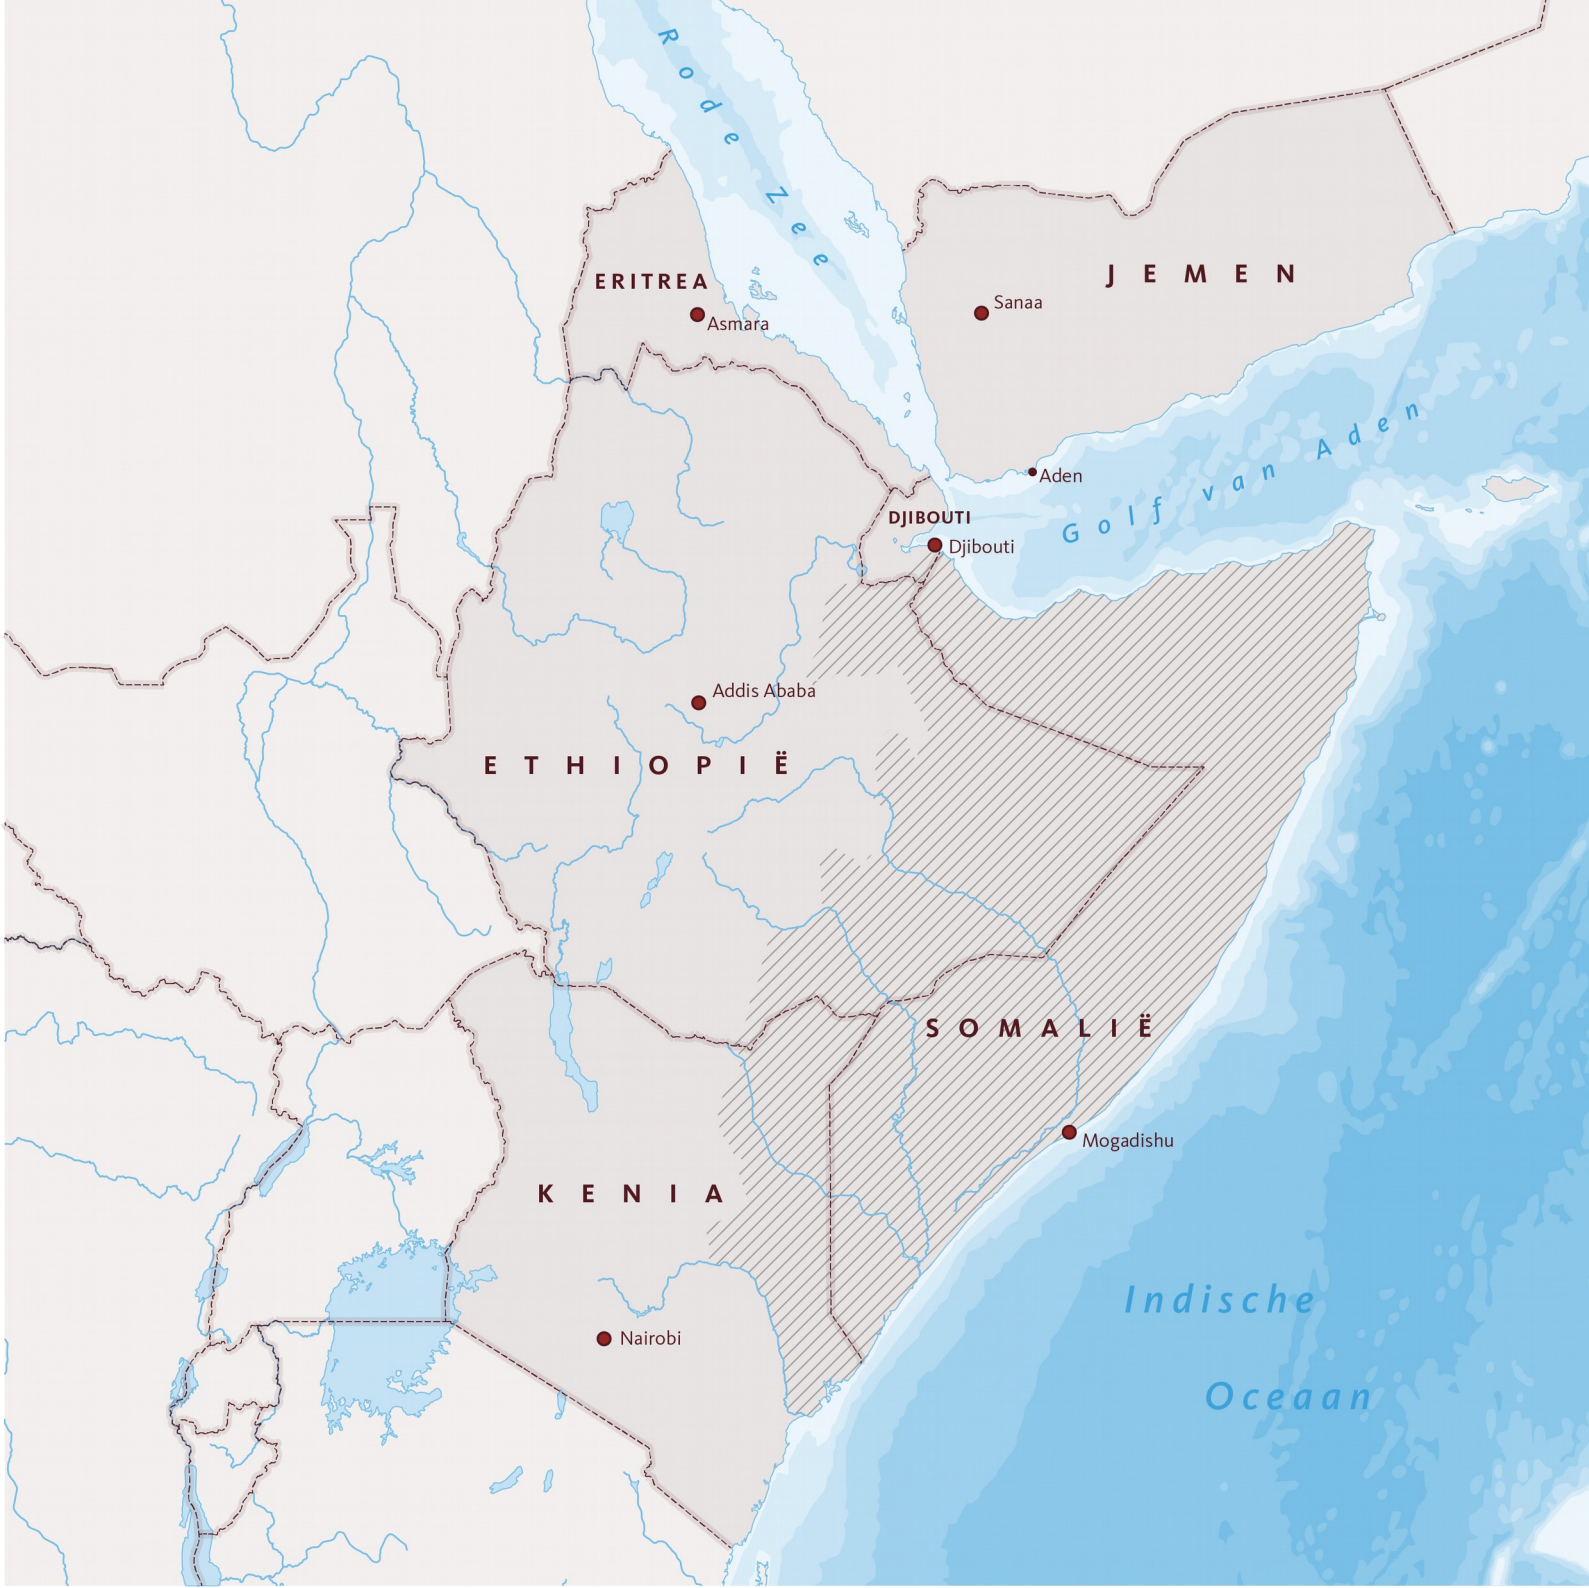 Rode Zee
ERITREA
Asmara
JEMEN
Sanaa
Aden
Golf van Aden
DJIBOUTI
Djibouti
Addis Ababa
ETHIOPIË
SOMALIË
Mogadishu
KENIA
Nairobi
Indische
Oceaan